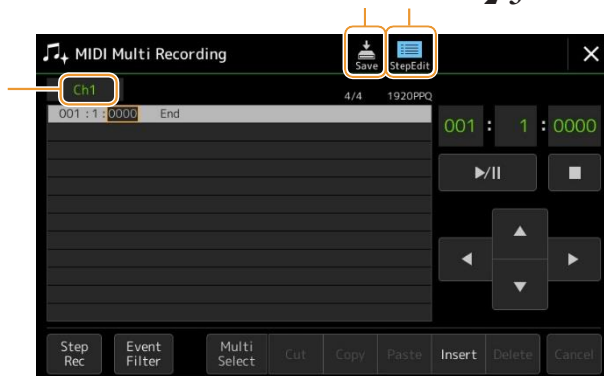 MIDI Multi Recording
Save
StepEdit
Ch1
4/4
1920PPQ
001 : 1 : 0000 End
001 : 1 : 0000
Step
Rec
Event
Filter
Multi
Select
Cut
Copy
Paste
Insert
Delete
Cancel